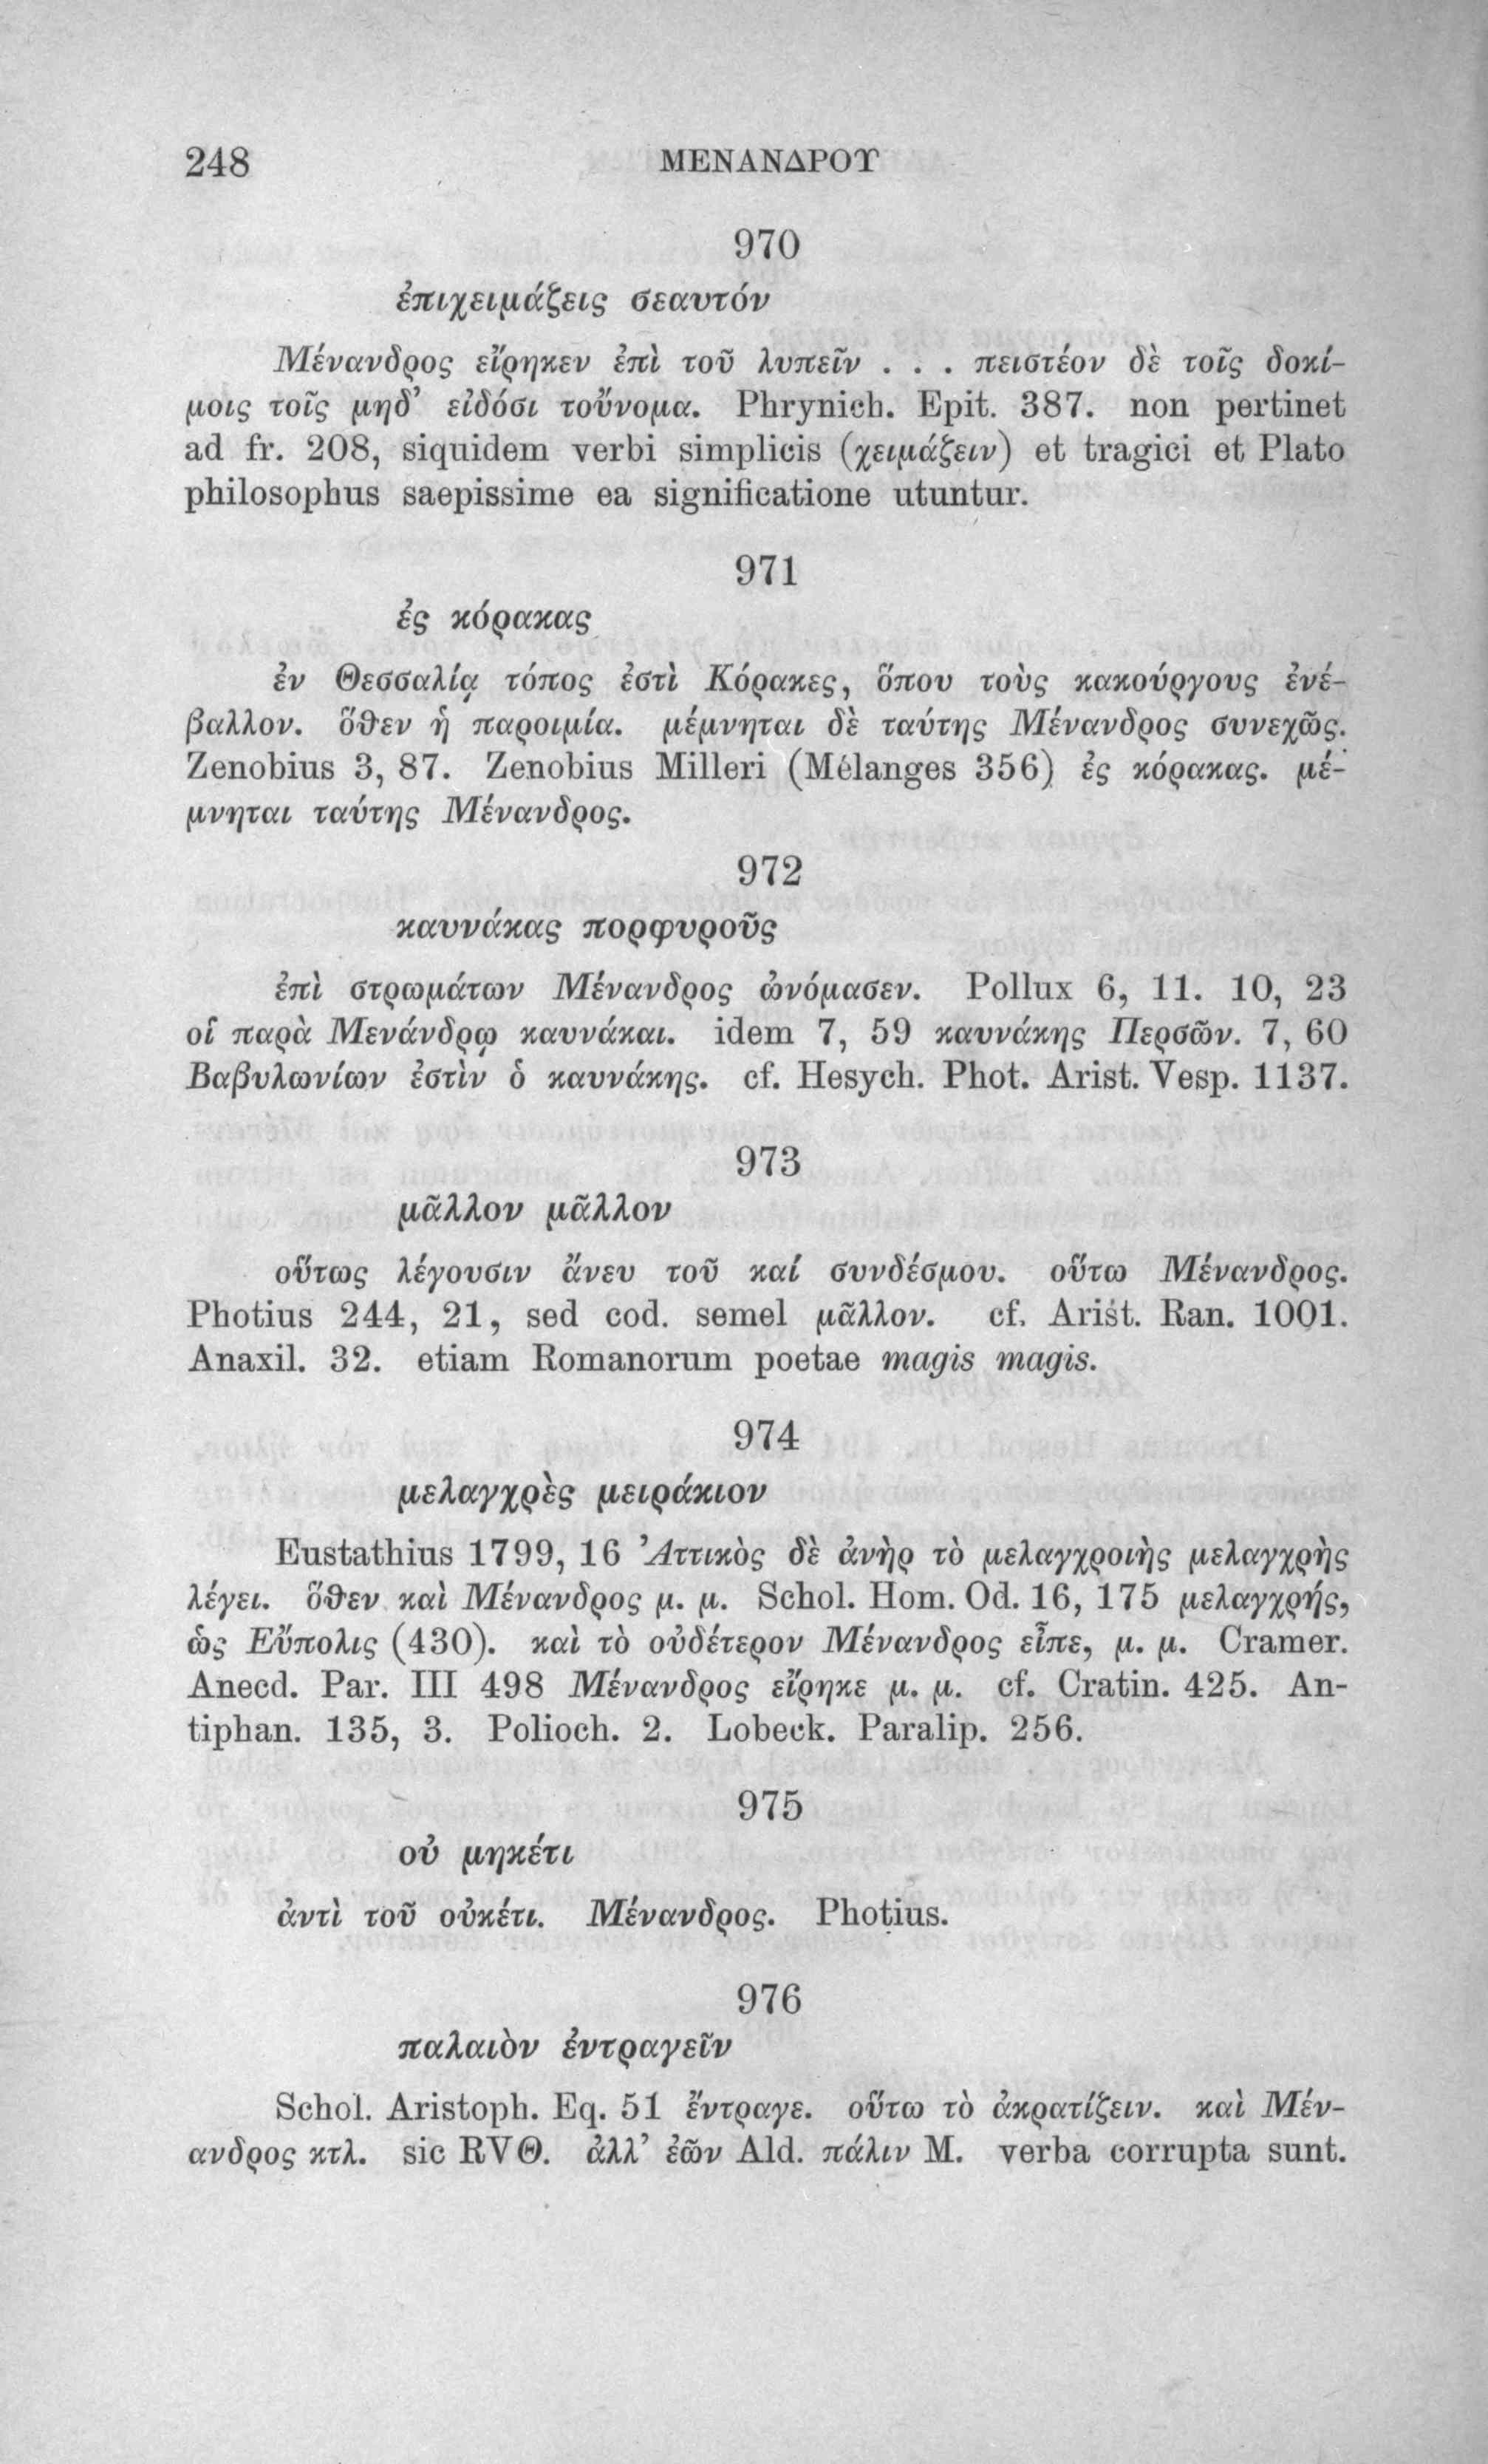 248 ΜΕΝΑΝΔΡΟΥ
970
ἐπιχειμάζεις σεαυτόν
Μένανδρος εἴρηκεν ἐπὶ τοῦ λυπεῖν . . . πειστέον δὲ τοῖς δοκί-
μοις τοῖς μηδ’ εἰδόσι τοὔνομα. Phrynich. Epit. 387. non pertinet
ad fr. 208, siquidem verbi simplicis (χειμάζειν) et tragici et Plato
philosophus saepissime ea significatione utuntur.
971
ἐς κόρακας
ἐν Θεσσαλίᾳ τόπος ἐστὶ Κόρακες, ὅπου τοὺς κακούργους ἐνέ-
βαλλον. ὅθεν ἡ παροιμία. μέμνηται δὲ ταύτης Μένανδρος συνεχῶς.
Zenobius 3, 87. Zenobius Milleri (Mélanges 356) ἐς κόρακας. μέ-
μνηται ταύτης Μένανδρος.
972
καυνάκας πορφυροῦς
ἐπὶ στρωμάτων Μένανδρος ὠνόμασεν. Pollux 6, 11. 10, 23
οἱ παρὰ Μενάνδρῳ καυνάκαι. idem 7, 59 καυνάκης Περσῶν. 7, 60
Βαβυλωνίων ἐστὶν ὁ καυνάκης. cf. Hesych. Phot. Arist. Vesp. 1137.
973
μᾶλλον μᾶλλον
οὕτως λέγουσιν ἄνευ τοῦ καί συνδέσμου. οὕτω Μένανδρος.
Photius 244, 21, sed cod. semel μᾶλλον. cf. Arist. Ran. 1001.
Anaxil. 32. etiam Romanorum poetae magis magis.
974
μελαγχρὲς μειράκιον
Eustathius 1799, 16 Ἀττικὸς δὲ ἀνὴρ τὸ μελαγχροιὴς μελαγχρὴς
λέγει. ὅθεν καὶ Μένανδρος μ. μ. Schol. Hom. Od. 16, 175 μελαγχρής,
ὡς Εὔπολις (430). καὶ τὸ οὐδέτερον Μένανδρος εἶπε, μ. μ. Cramer.
Anecd. Par. III 498 Μένανδρος εἴρηκε μ. μ. cf. Cratin. 425. An-
tiphan. 135, 3. Polioch. 2. Lobeck. Paralip. 256.
975
οὐ μηκέτι
ἀντὶ τοῦ οὐκέτι. Μένανδρος. Photius.
976
παλαιὸν ἐντραγεῖν
Schol. Aristoph. Eq. 51 ἔντραγε. οὕτω τὸ ἀκρατίζειν. καὶ Μέν-
ανδρος κτλ. sic RVΘ. ἀλλ’ ἐῶν Ald. πάλιν M. verba corrupta sunt.